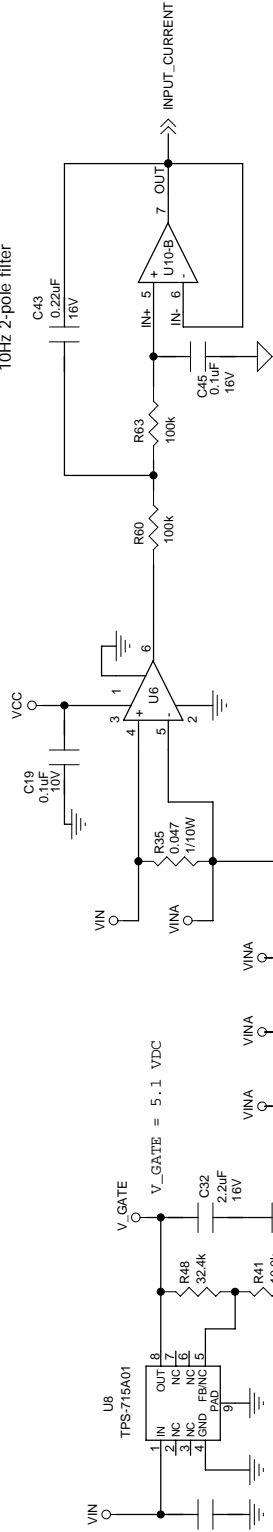 VIN
U8
TPS-715A01
1
IN
OUT
8
2
NC
NC
7
3
NC
NC
6
4
GND
FB/NC
5
PAD
9
V_GATE
V_GATE = 5.1 VDC
R48
32.4k
C32
2.2uF
16V
R41
VINA
VINA
VINA
VIN
VINA
R35
0.047
1/10W
C19
0.1uF
10V
VCC
3
4
+
5
-
U6
1
6
2
R60
100k
R63
100k
C43
0.22uF
16V
10Hz 2-pole filter
C45
0.1uF
16V
IN+
5
+
IN-
6
-
U10-B
7
OUT
INPUT_CURRENT